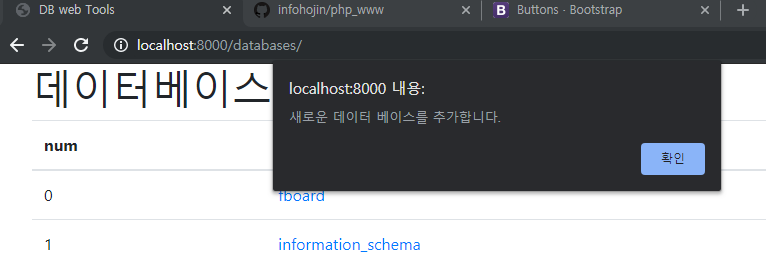 DB web Tools
infohojin/php_www
Buttons · Bootstrap
localhost:8000/databases/
데이터베이스
localhost:8000 내용:
새로운 데이터 베이스를 추가합니다.
확인
num
0
fboard
1
information_schema